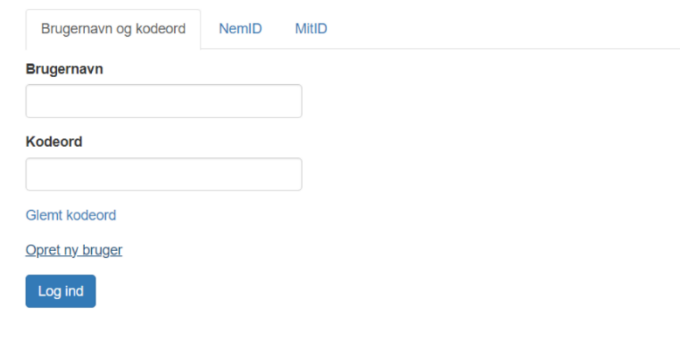 Brugernavn og kodeord NemID MitID
Brugernavn
Kodeord
Glemt kodeord
Opret ny bruger
Log ind